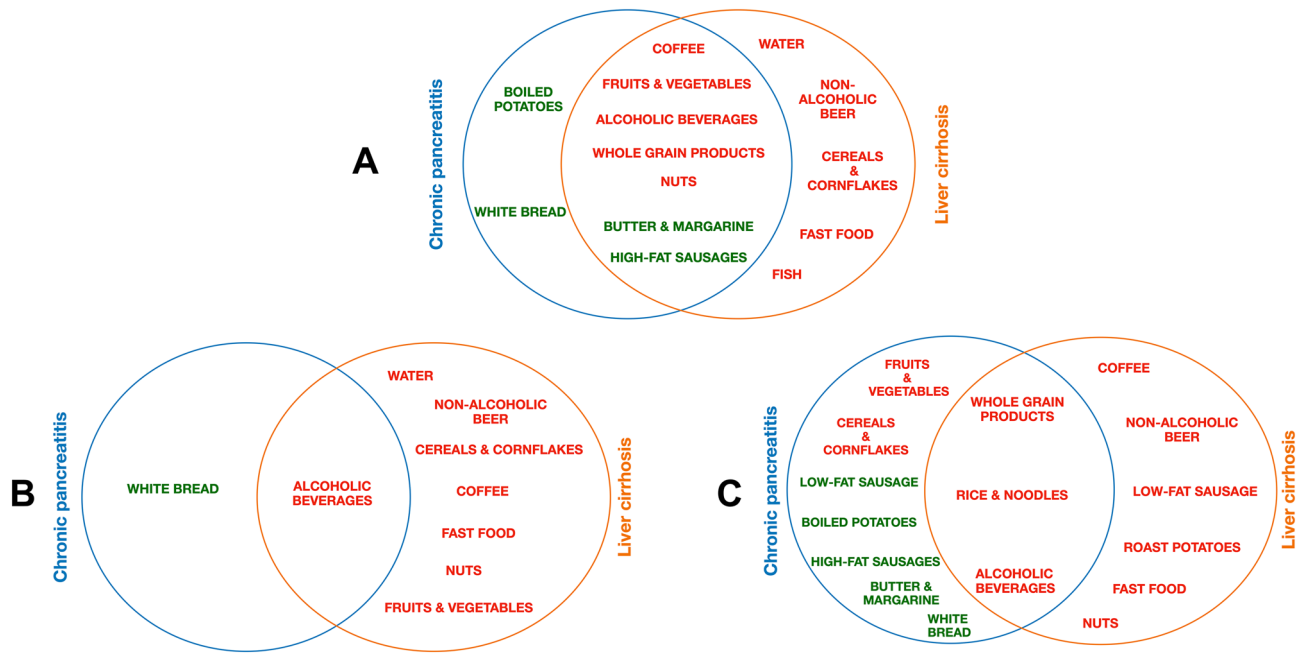 A
Chronic pancreatitis
BOILED
POTATOES
WHITE BREAD
COFFEE
FRUITS & VEGETABLES
ALCOHOLIC BEVERAGES
WHOLE GRAIN PRODUCTS
NUTS
BUTTER & MARGARINE
HIGH-FAT SAUSAGES
WATER
NON-
ALCOHOLIC
BEER
CEREALS
&
CORNFLAKES
FAST FOOD
FISH
Liver cirrhosis
B
Chronic pancreatitis
WHITE BREAD
ALCOHOLIC
BEVERAGES
WATER
NON-ALCOHOLIC
BEER
CEREALS & CORNFLAKES
COFFEE
FAST FOOD
NUTS
FRUITS & VEGETABLES
Liver cirrhosis
C
Chronic pancreatitis
FRUITS
&
VEGETABLES
CEREALS
&
CORNFLAKES
LOW-FAT SAUSAGE
BOILED POTATOES
HIGH-FAT SAUSAGES
BUTTER &
MARGARINE
WHITE
BREAD
WHOLE GRAIN
PRODUCTS
RICE & NOODLES
ALCOHOLIC
BEVERAGES
COFFEE
NON-ALCOHOLIC
BEER
LOW-FAT SAUSAGE
ROAST POTATOES
FAST FOOD
NUTS
Liver cirrhosis